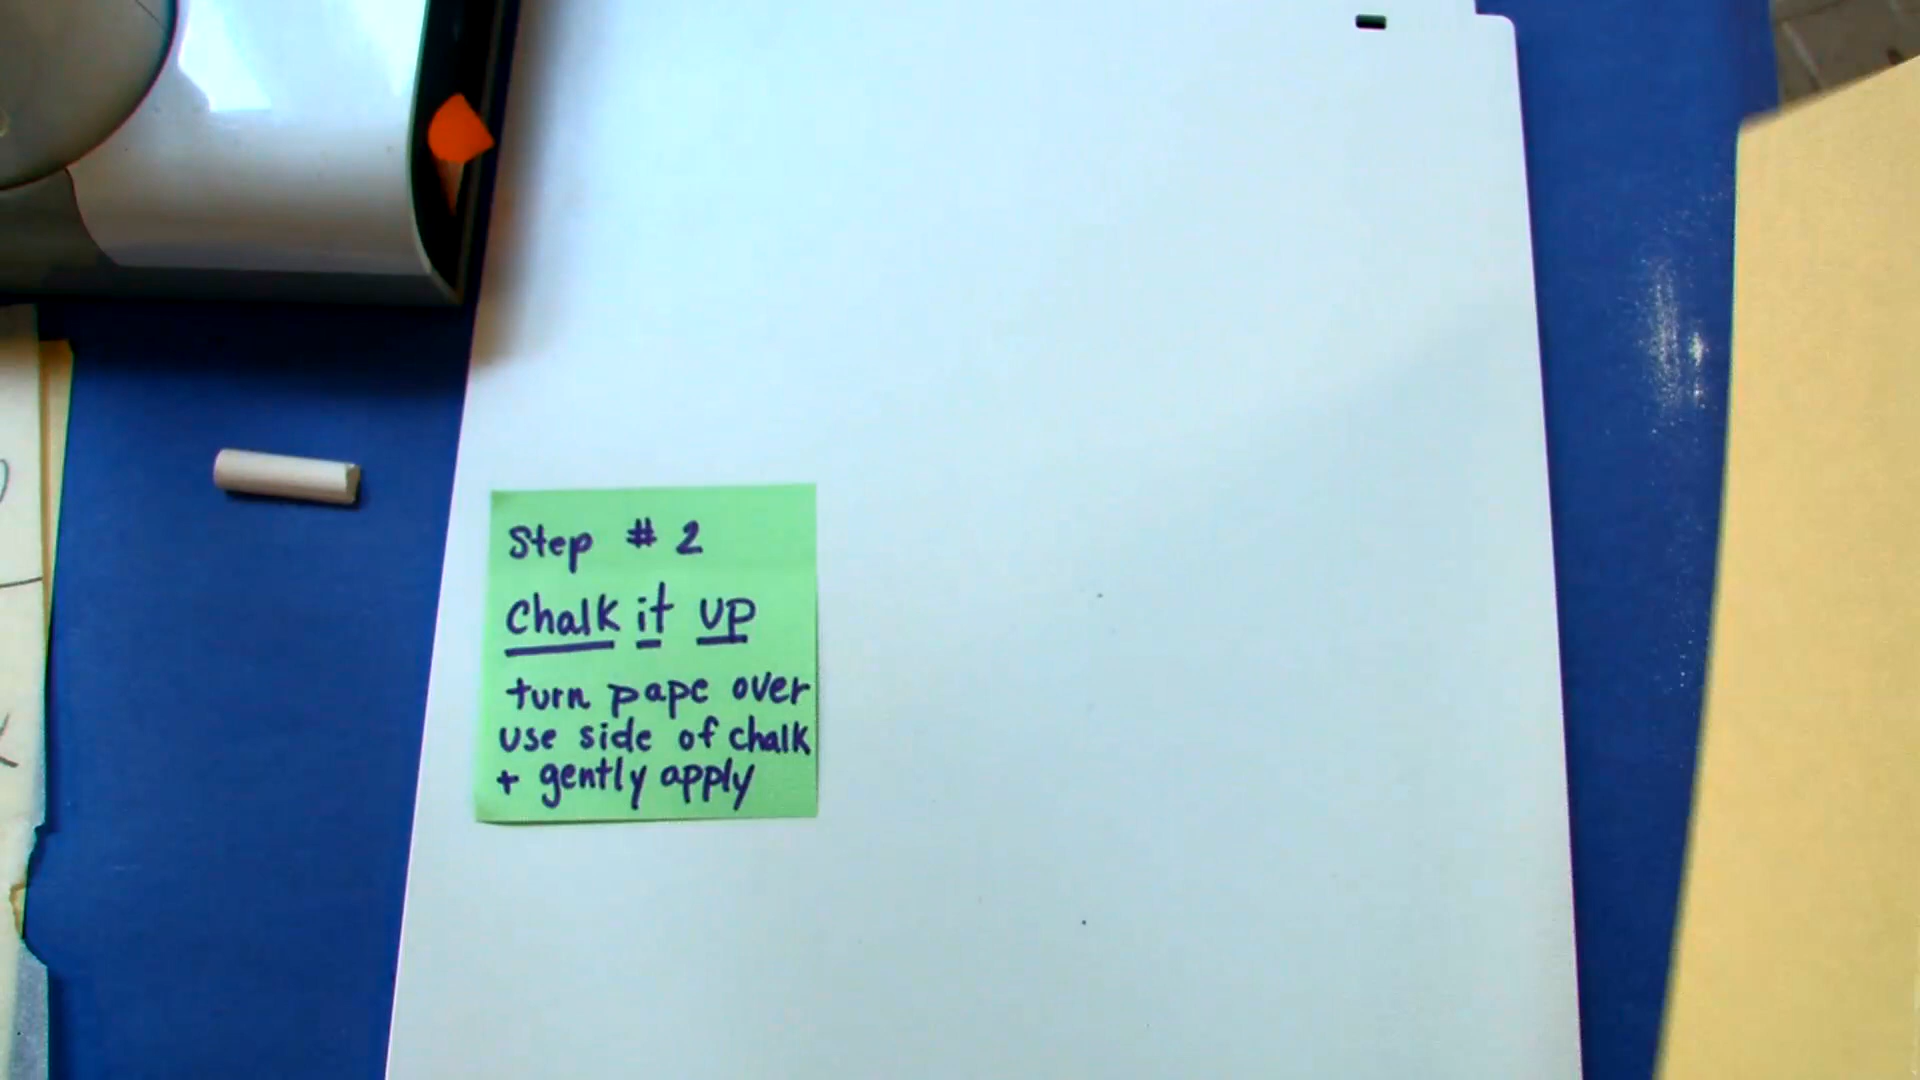 Step # 2
Chalk it up
turn pape over
use side of chalk
+ gently apply